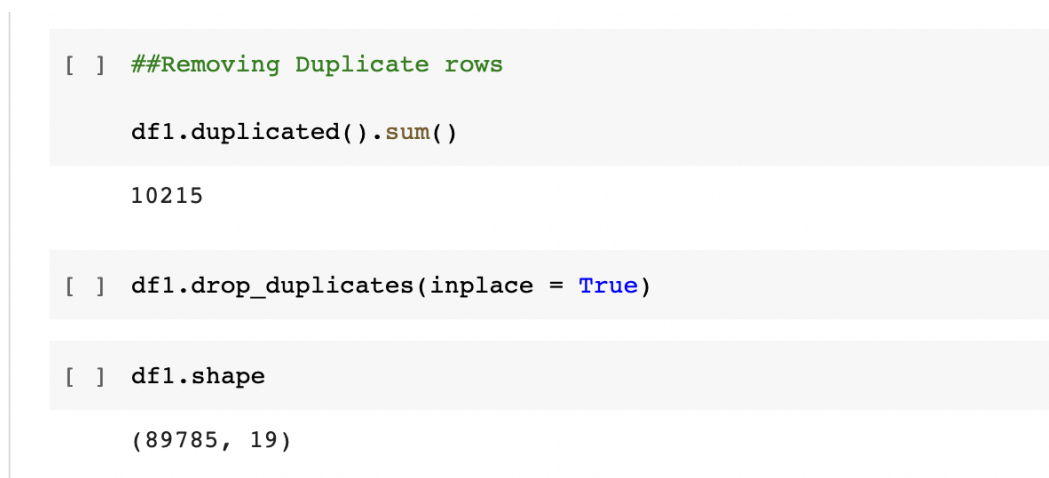 [ ] ##Removing Duplicate rows
df1.duplicated().sum()
10215
[ ] df1.drop_duplicates(inplace = True)
[ ] df1.shape
(89785, 19)